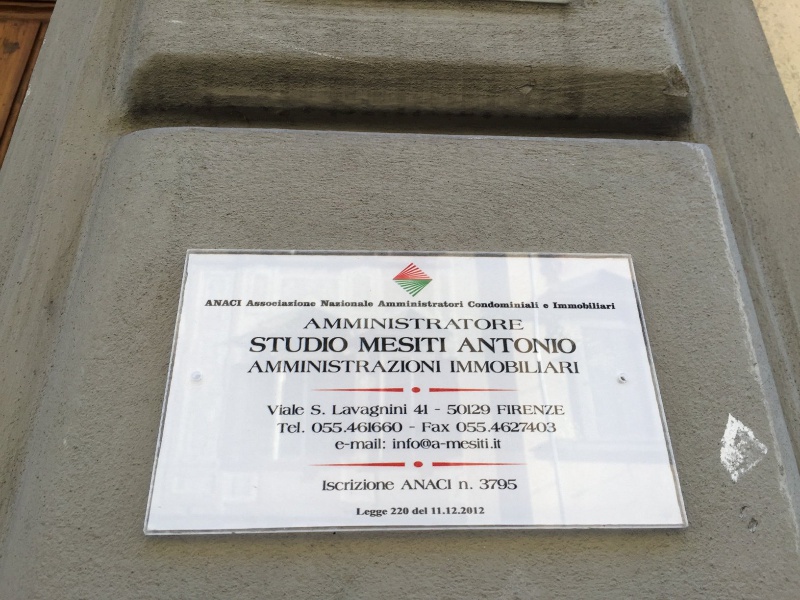 ANACI Associazione Nazionale Amministratori Condominiali e Immobiliari
AMMINISTRATORE
STUDIO MESITI ANTONIO
AMMINISTRAZIONI IMMOBILIARI
Viale S. Lavagnini 41 - 50129 FIRENZE
Tel. 055.461660 - Fax 055.4627403
e-mail: info@a-mesiti.it
Iscrizione ANACI n. 3795
Legge 220 del 11.12.2012